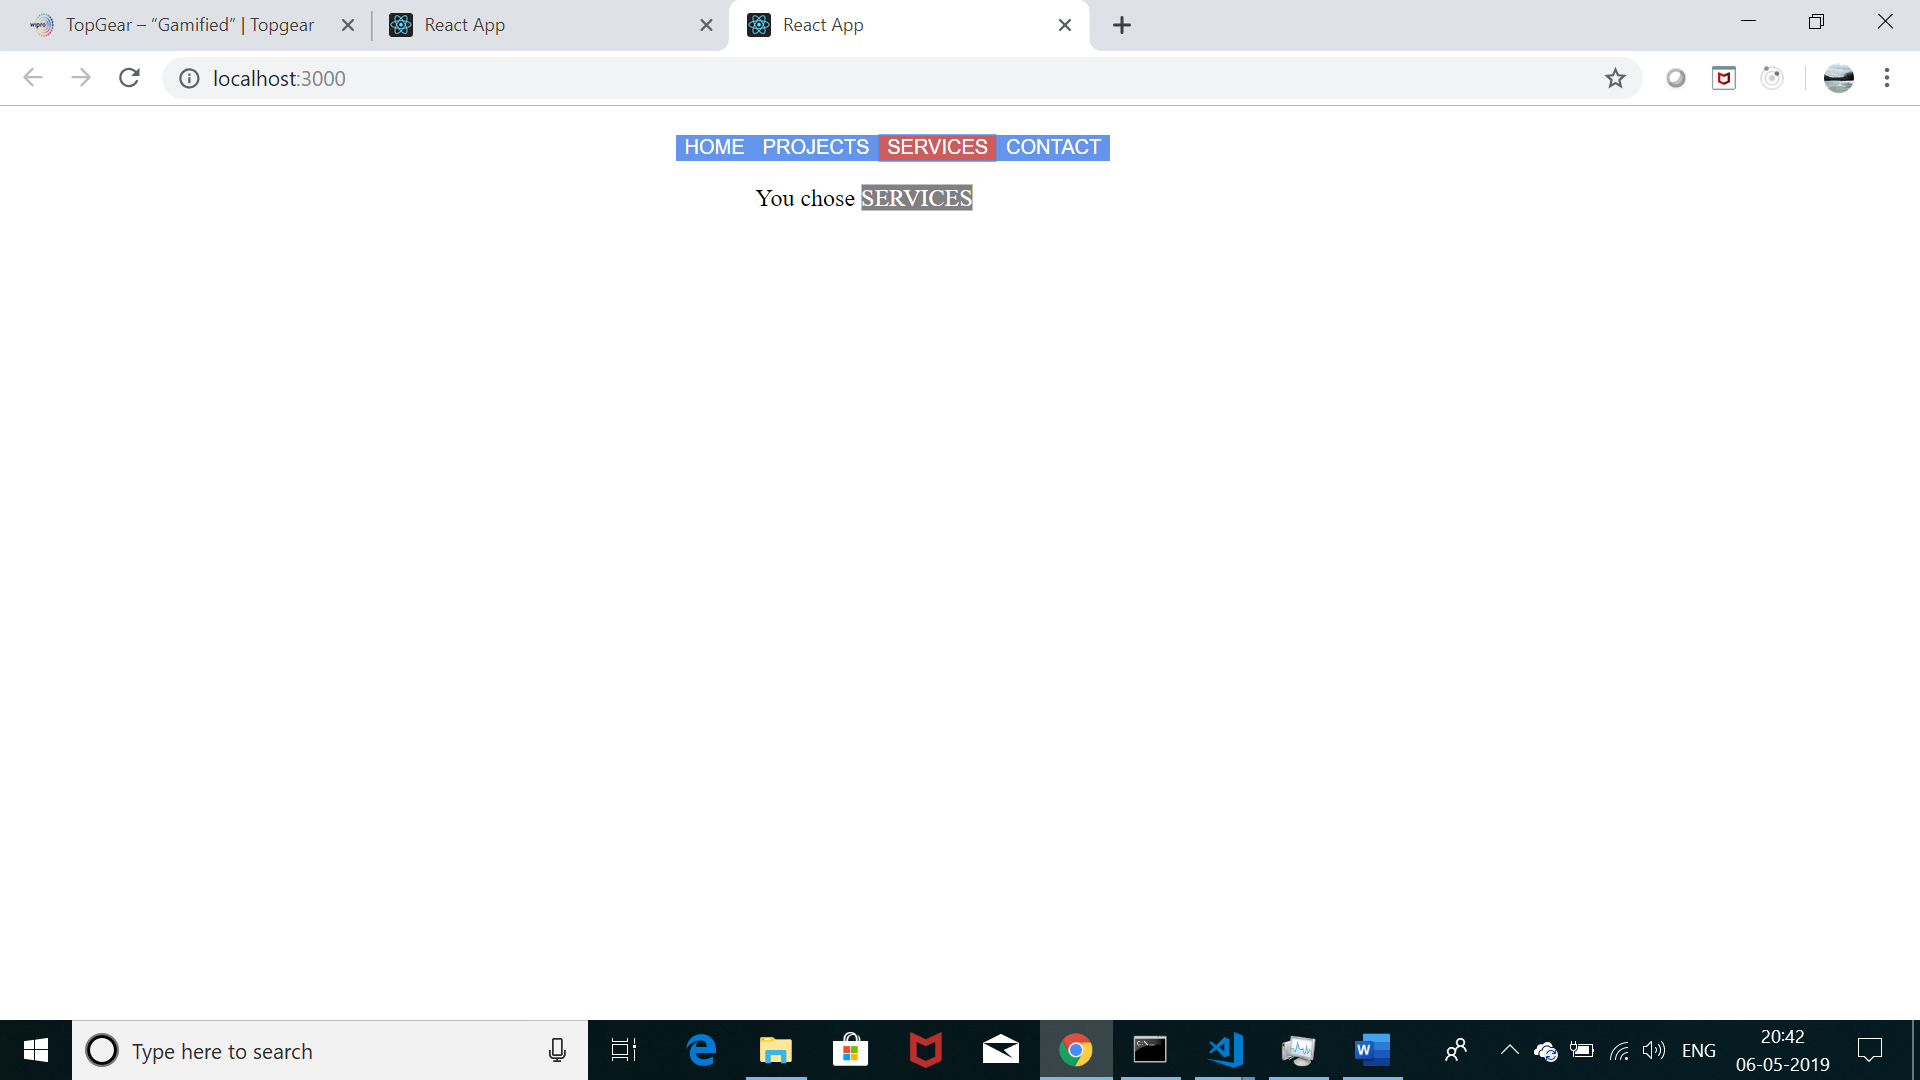 TopGear – “Gamified” | Topgear
React App
React App
localhost:3000
HOME PROJECTS SERVICES CONTACT
You chose SERVICES
Type here to search
ENG
20:42
06-05-2019